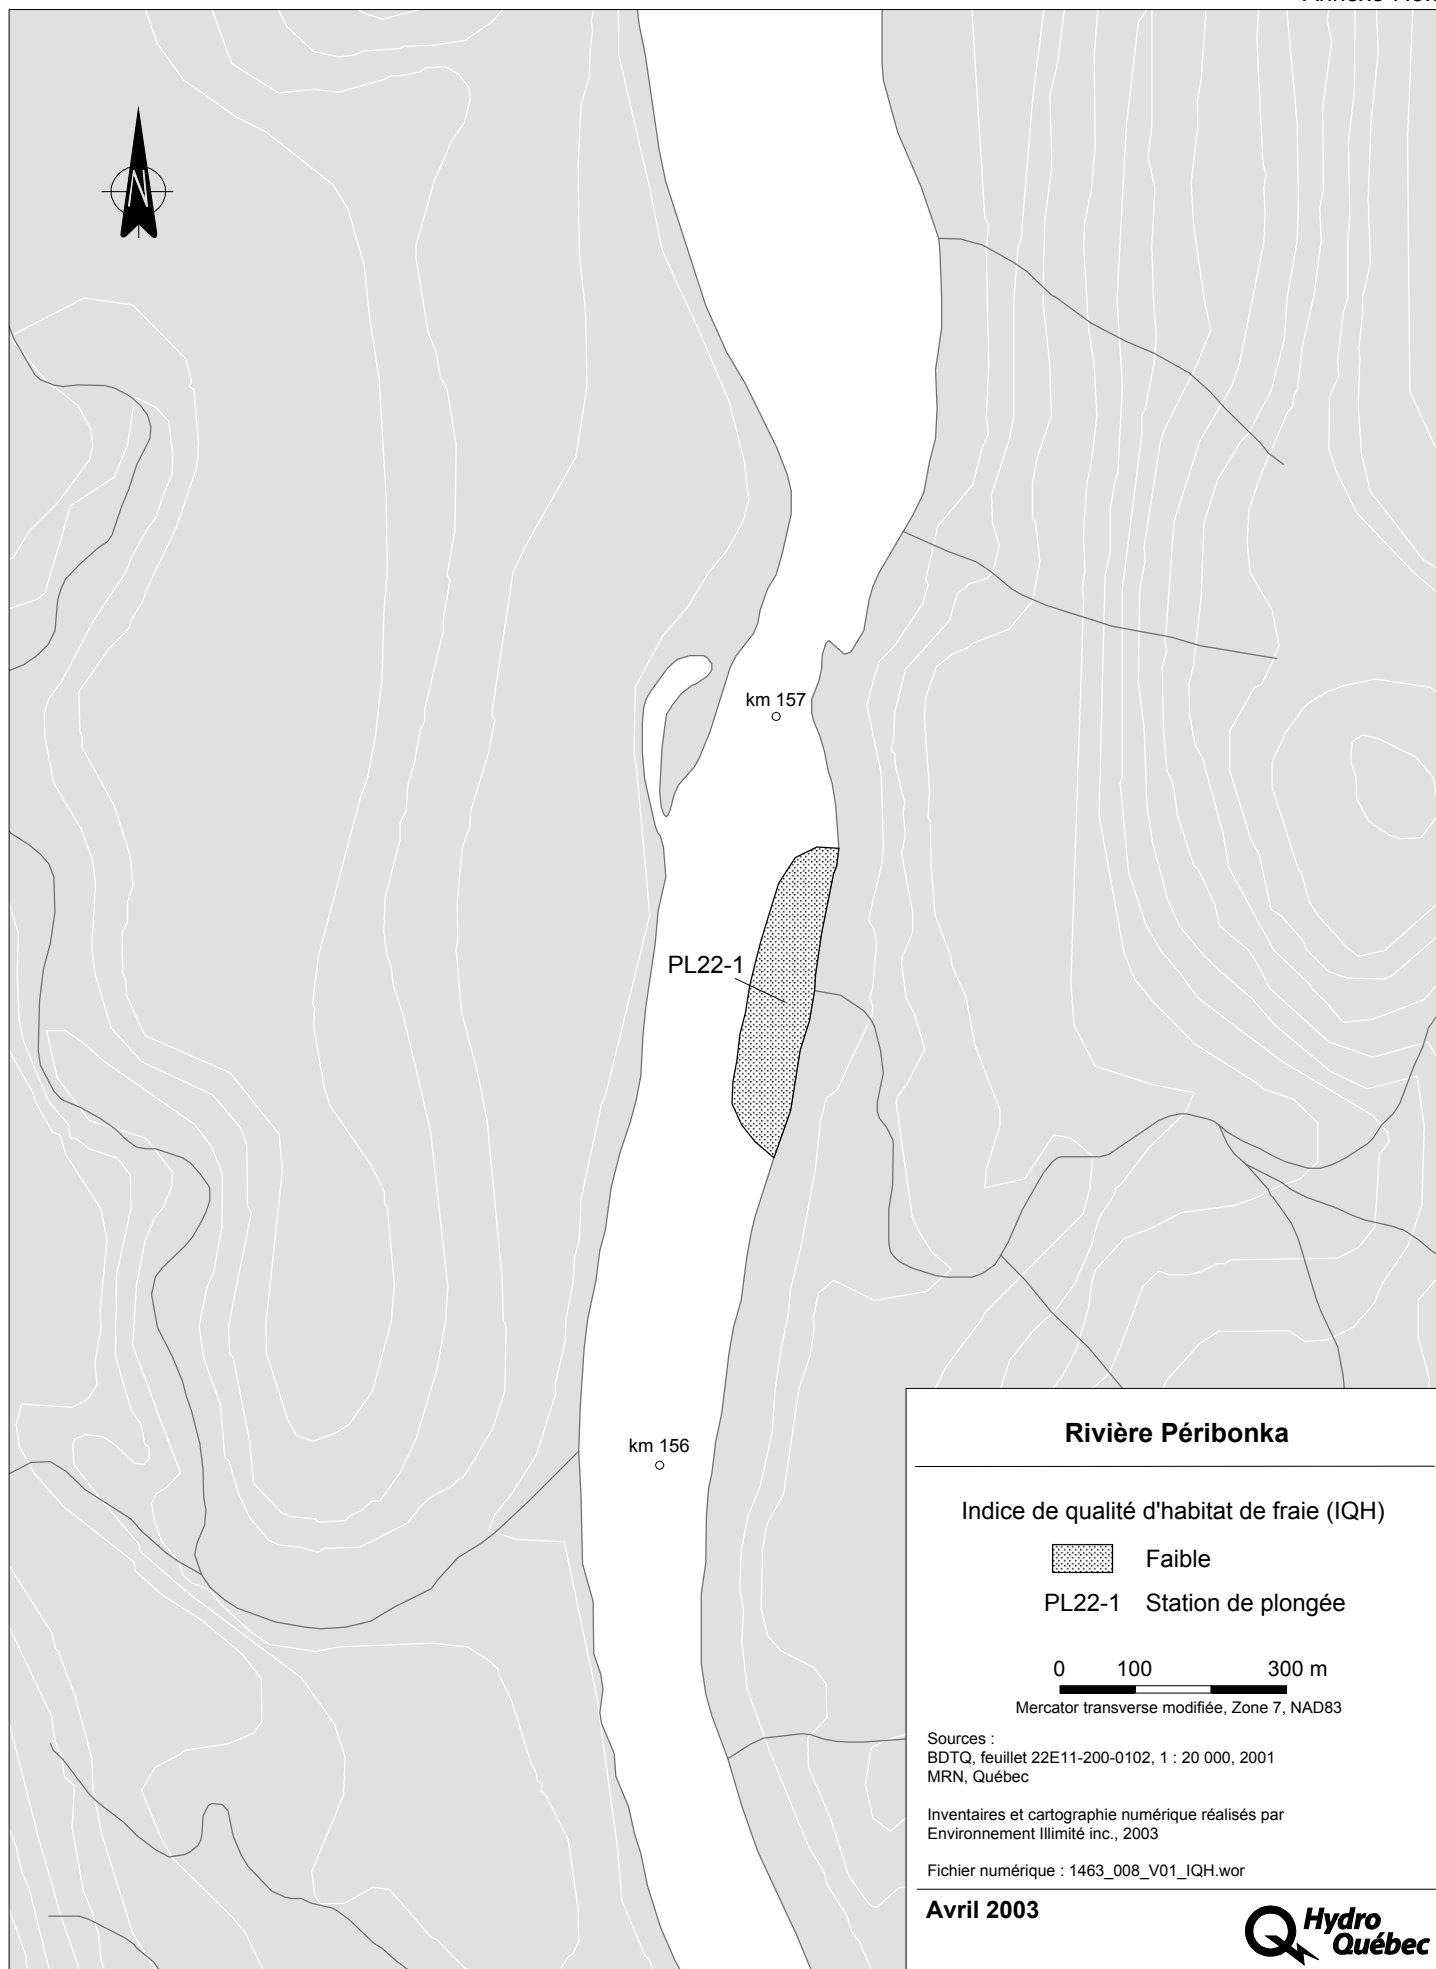 N
km 157
PL22-1
km 156
Rivière Péribonka
Indice de qualité d'habitat de fraie (IQH)
Faible
PL22-1 Station de plongée
0 100 300 m
Mercator transverse modifiée, Zone 7, NAD83
Sources :
BDTQ, feuillet 22E11-200-0102, 1 : 20 000, 2001
MRN, Québec
Inventaires et cartographie numérique réalisés par
Environnement Illimité inc., 2003
Fichier numérique : 1463_008_V01_IQH.wor
Avril 2003
Hydro
Québec